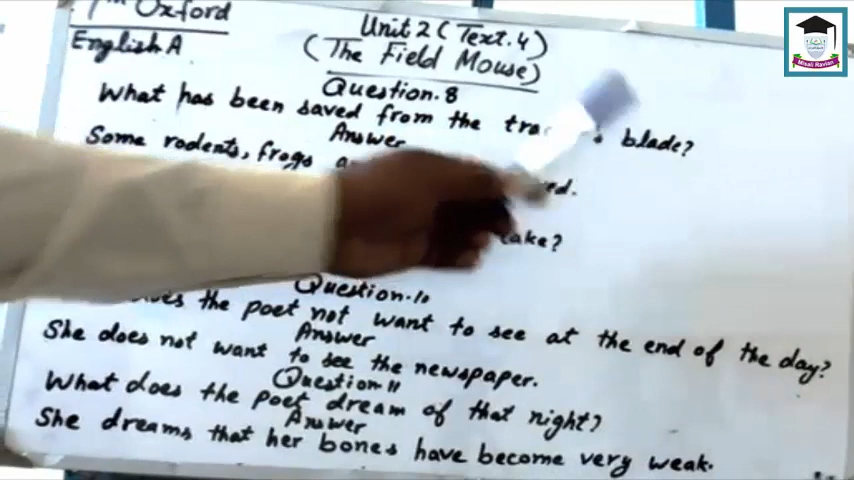 7th Oxford
English A
Unit 2 (Text.4)
(The Field Mouse)
Question.8
What has been saved from the blade?
Answer
Some rodents, frogs
Question.10
the poet not want to see at the end of the day?
Answer
She does not want to see the newspaper.
Question 11
What does the poet dream of that night?
Answer
She dreams that her bones have become very weak.
Misali Ravian